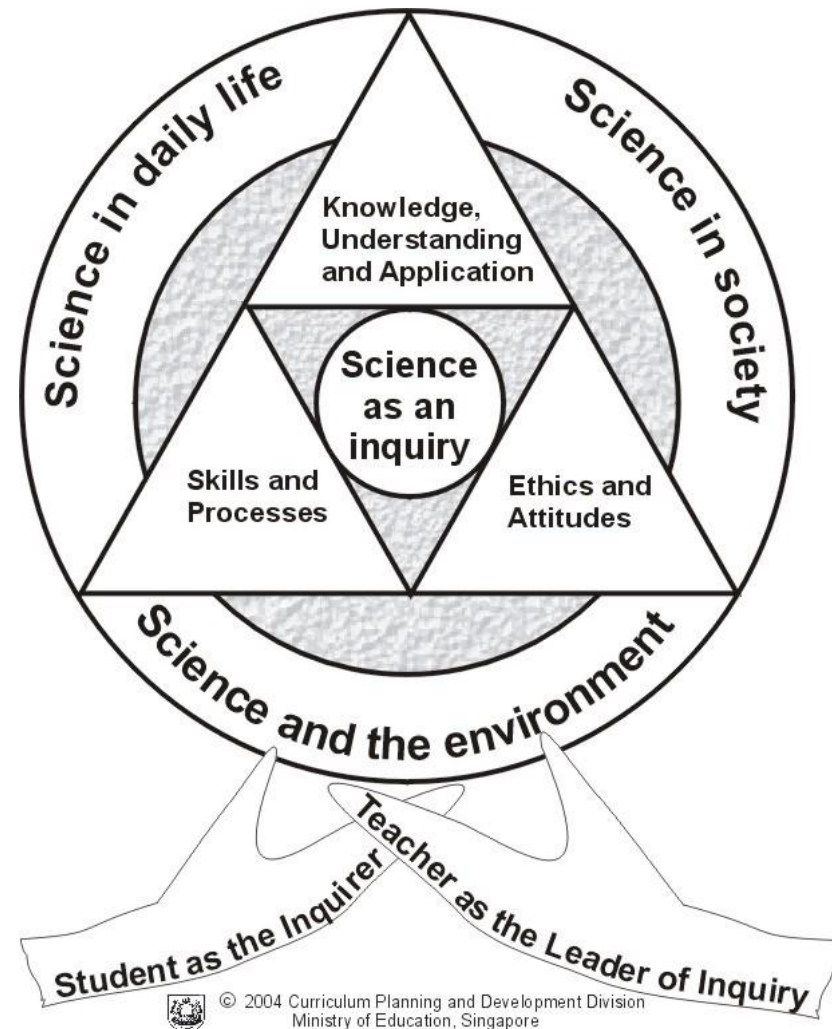 Science in daily life
Science in society
Knowledge,
Understanding
and Application
Science
as an
inquiry
Skills and
Processes
Ethics and
Attitudes
Science and the environment
Student as the Inquirer
Teacher as the Leader of Inquiry
© 2004 Curriculum Planning and Development Division
Ministry of Education, Singapore